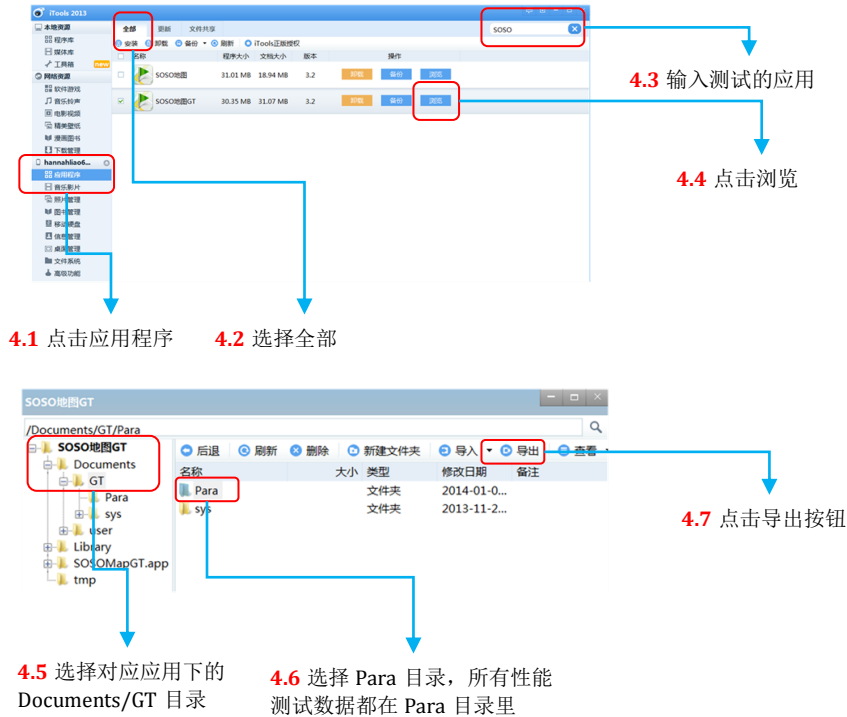 iTools 2013
本地资源
程序库
媒体库
工具箱 new
网络资源
软件游戏
音乐铃声
电影视频
精美壁纸
漫画图书
下载管理
hannahliao6...
应用程序
音乐影片
照片管理
图书管理
移动硬盘
信息管理
桌面管理
文件系统
高级功能
全部 更新 文件共享
soso
安装 卸载 备份 刷新 iTools正版授权
名称 程序大小 文档大小 版本 操作
SOSO地图 31.01 MB 18.94 MB 3.2 卸载 备份 浏览
SOSO地图GT 30.35 MB 31.07 MB 3.2 卸载 备份 浏览
4.3 输入测试的应用
4.4 点击浏览
4.1 点击应用程序
4.2 选择全部
SOSO地图GT
/Documents/GT/Para
SOSO地图GT
Documents
GT
Para
sys
user
Library
SOSOMapGT.app
tmp
后退 刷新 删除 新建文件夹 导入 导出 查看
名称 大小 类型 修改日期 备注
Para 文件夹 2014-01-0...
sys 文件夹 2013-11-2...
4.7 点击导出按钮
4.5 选择对应应用下的
Documents/GT 目录
4.6 选择 Para 目录，所有性能
测试数据都在 Para 目录里